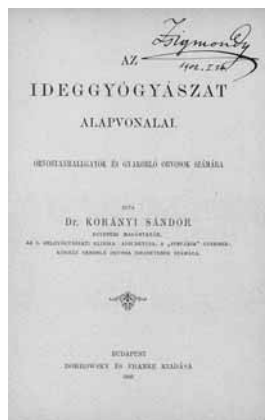 Zsigmondy
AZ
IDEGGYÓGYÁSZAT
ALAPVONALAI.
ORVOSTANHALLGATÓK ÉS GYAKORLÓ ORVOSOK SZÁMÁRA
IRTA
Dr. KORÁNYI SÁNDOR
EGYETEMI MAGÁNTANÁR,
BUDAPEST
DOBROWSKY ÉS FRANKE KIADÁSA